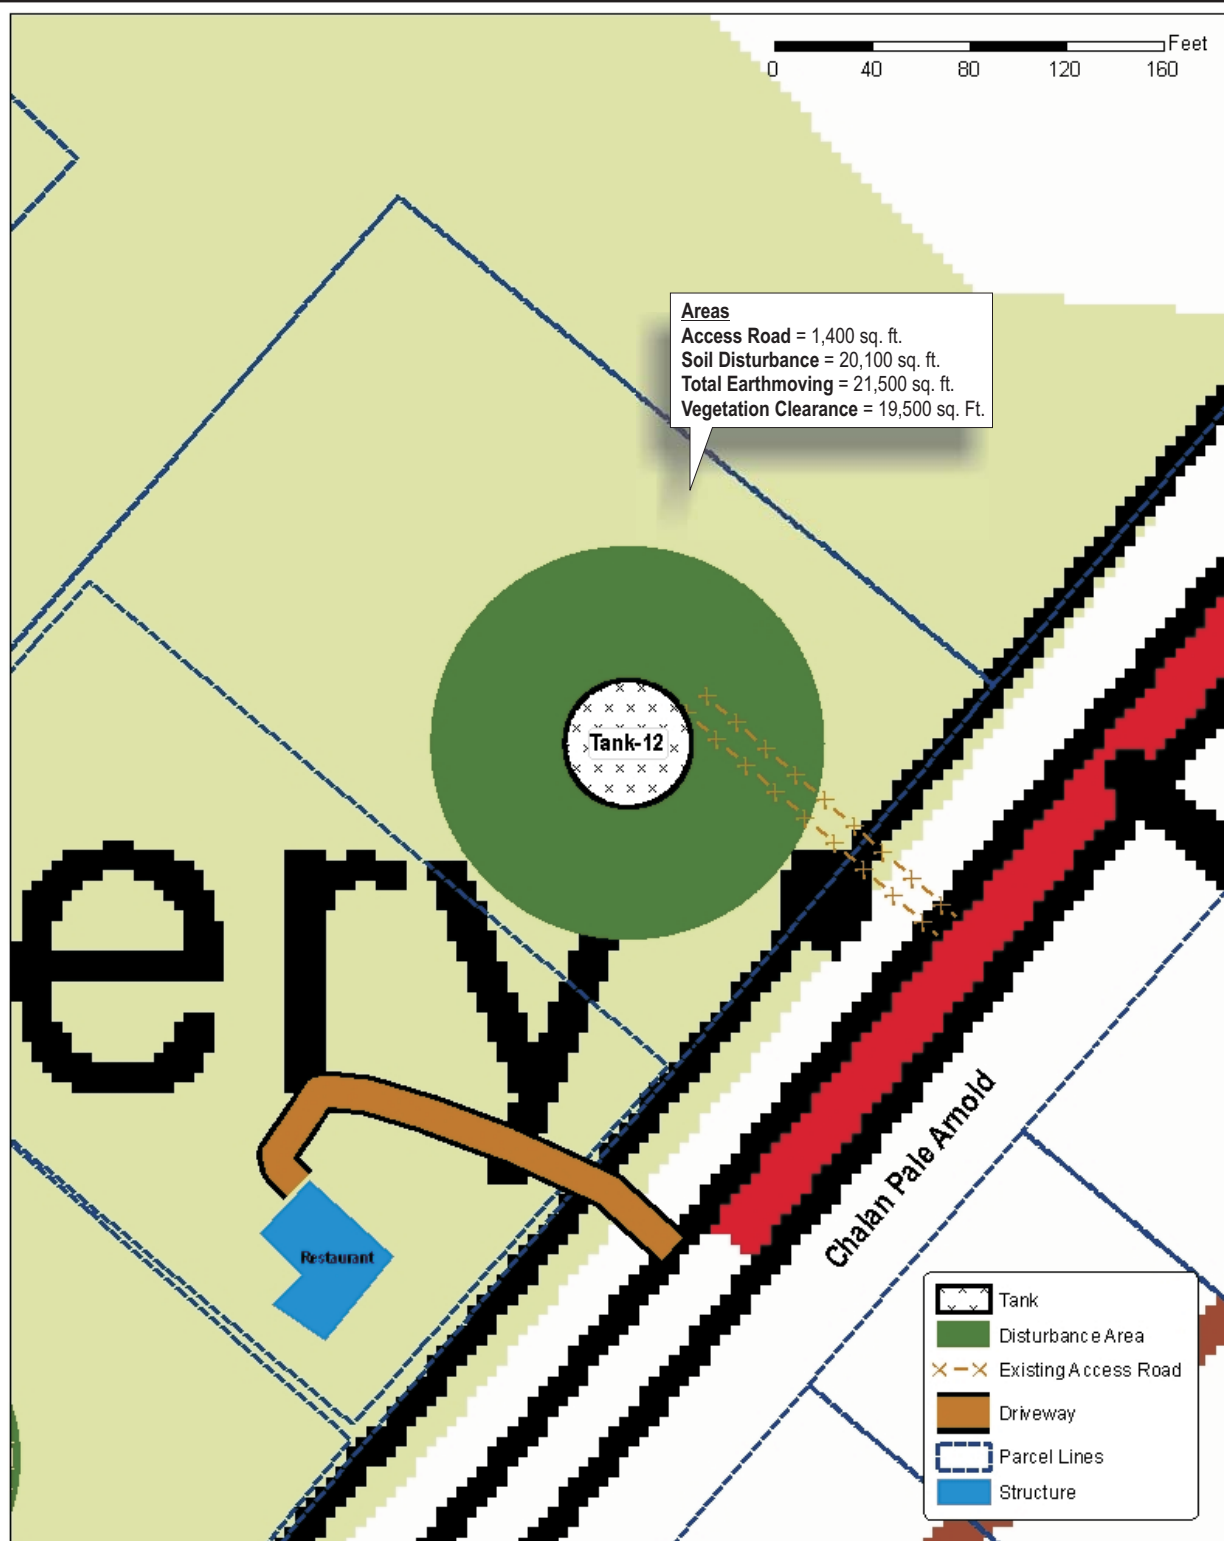 Feet
0 40 80 120 160
Areas
Access Road = 1,400 sq. ft.
Soil Disturbance = 20,100 sq. ft.
Total Earthmoving = 21,500 sq. ft.
Vegetation Clearance = 19,500 sq. Ft.
Tank-12
ery
Chalan Pale Arnold
Restaurant
Tank
Disturbance Area
Existing Access Road
Driveway
Parcel Lines
Structure